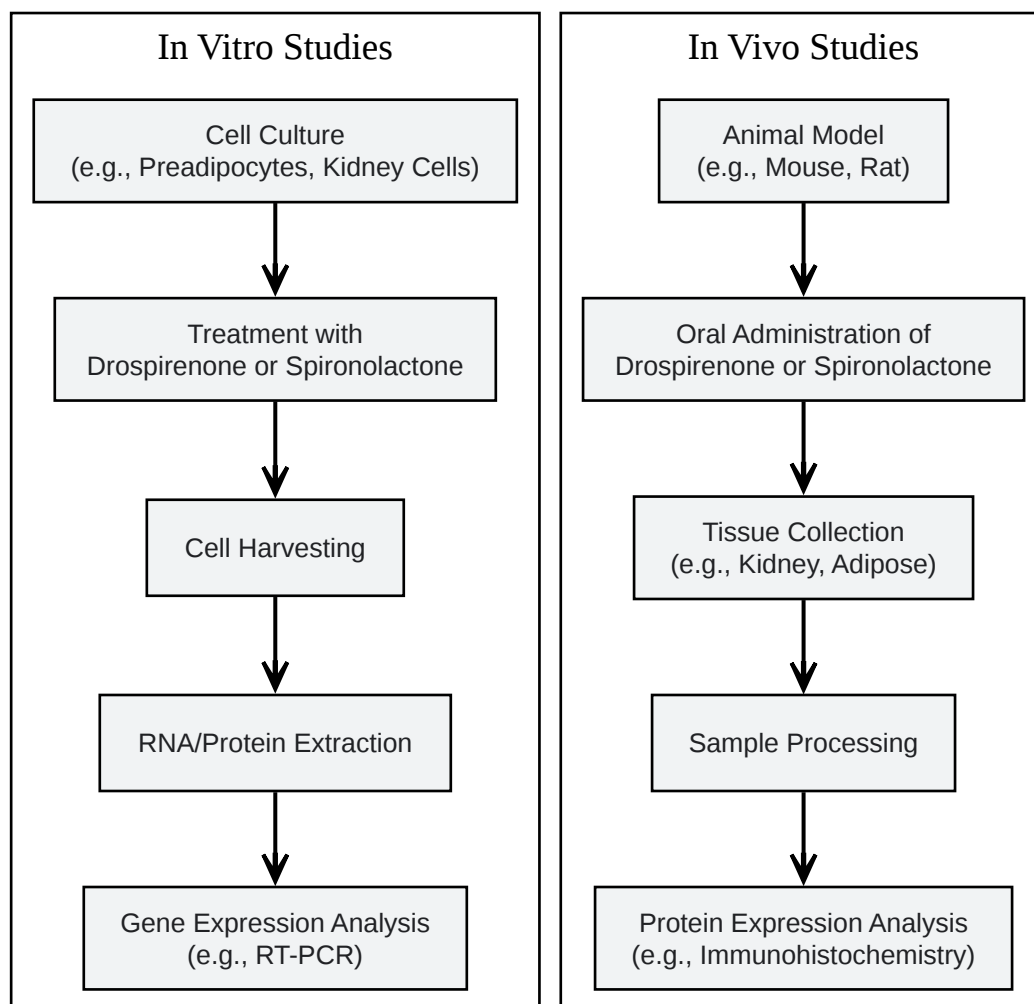 In Vitro Studies
Cell Culture
(e.g., Preadipocytes, Kidney Cells)
Treatment with
Drospirenone or Spironolactone
Cell Harvesting
RNA/Protein Extraction
Gene Expression Analysis
(e.g., RT-PCR)
In Vivo Studies
Animal Model
(e.g., Mouse, Rat)
Oral Administration of
Drospirenone or Spironolactone
Tissue Collection
(e.g., Kidney, Adipose)
Sample Processing
Protein Expression Analysis
(e.g., Immunohistochemistry)